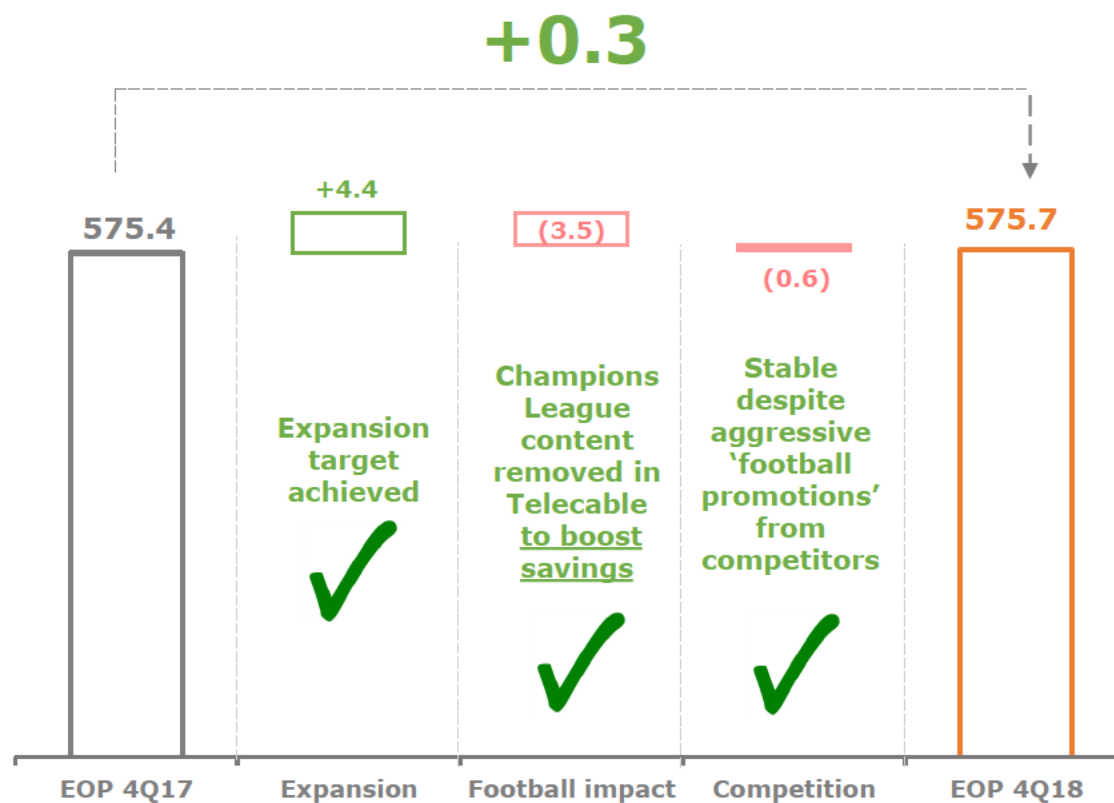 +0.3
575.4
+4.4
(3.5)
(0.6)
575.7
Expansion
target
achieved
Champions
League
content
removed in
Telecable
to boost
savings
Stable
despite
aggressive
‘football
promotions’
from
competitors
EOP 4Q17
Expansion
Football impact
Competition
EOP 4Q18